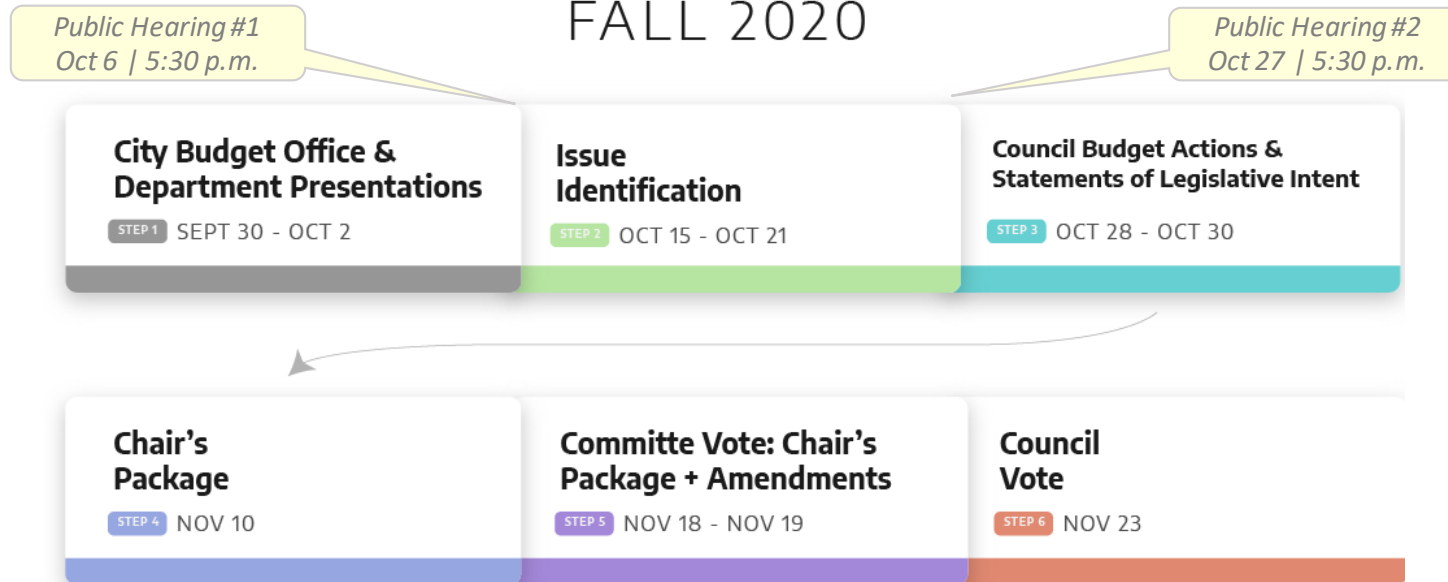 FALL 2020
Public Hearing #1
Oct 6 | 5:30 p.m.
Public Hearing #2
Oct 27 | 5:30 p.m.
City Budget Office &
Department Presentations
STEP 1 SEPT 30 - OCT 2
Issue
Identification
STEP 2 OCT 15 - OCT 21
Council Budget Actions &
Statements of Legislative Intent
STEP 3 OCT 28 - OCT 30
Chair’s
Package
STEP 4 NOV 10
Committe Vote: Chair’s
Package + Amendments
STEP 5 NOV 18 - NOV 19
Council
Vote
STEP 6 NOV 23